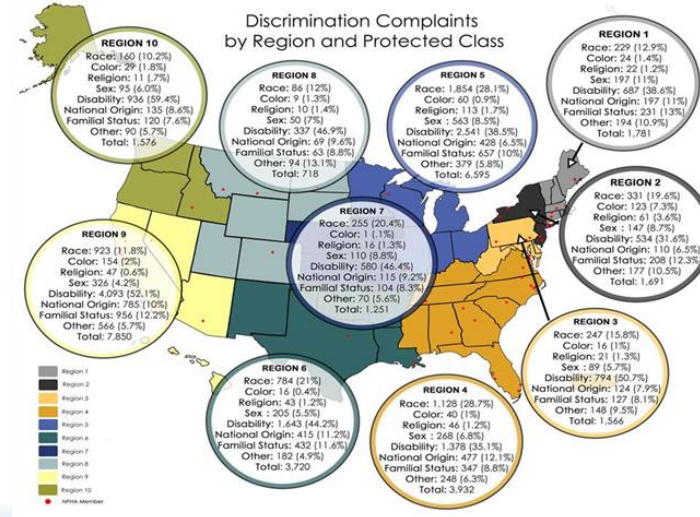 Discrimination Complaints
by Region and Protected Class
REGION 10
Race: 160 (10.2%)
Color: 29 (1.8%)
Religion: 11 (.7%)
Sex: 95 (6.0%)
Disability: 936 (59.4%)
National Origin: 135 (8.6%)
Familial Status: 120 (7.6%)
Other: 90 (5.7%)
Total: 1,576
REGION 8
Race: 86 (12%)
Color: 9 (1.3%)
Religion: 10 (1.4%)
Sex: 50 (7%)
Disability: 337 (46.9%)
National Origin: 69 (9.6%)
Familial Status: 63 (8.8%)
Other: 94 (13.1%)
Total: 718
REGION 5
Race: 1,854 (28.1%)
Color: 60 (0.9%)
Religion: 113 (1.7%)
Sex: 563 (8.5%)
Disability: 2,541 (38.5%)
National Origin: 428 (6.5%)
Familial Status: 657 (10%)
Other: 379 (5.8%)
Total: 6,595
REGION 1
Race: 229 (12.9%)
Color: 24 (1.4%)
Religion: 22 (1.2%)
Sex: 197 (11%)
Disability: 687 (38.6%)
National Origin: 197 (11%)
Familial Status: 231 (13%)
Other: 194 (10.9%)
Total: 1,781
REGION 2
Race: 331 (19.6%)
Color: 123 (7.3%)
Religion: 61 (3.6%)
Sex : 147 (8.7%)
Disability: 534 (31.6%)
National Origin: 110 (6.5%)
Familial Status: 208 (12.3%)
Other: 177 (10.5%)
Total: 1,691
REGION 7
Race: 255 (20.4%)
Color: 1 (.1%)
Religion: 16 (1.3%)
Sex: 110 (8.8%)
Disability: 580 (46.4%)
National Origin: 115 (9.2%)
Familial Status: 104 (8.3%)
Other: 70 (5.6%)
Total: 1,251
REGION 9
Race: 923 (11.8%)
Color: 154 (2%)
Religion: 47 (0.6%)
Sex: 326 (4.2%)
Disability: 4,093 (52.1%)
National Origin: 785 (10%)
Familial Status: 956 (12.2%)
Other: 566 (5.7%)
Total: 7,850
REGION 3
Race: 247 (15.8%)
Color: 16 (1%)
Religion: 21 (1.3%)
Sex : 89 (5.7%)
Disability: 794 (50.7%)
National Origin: 124 (7.9%)
Familial Status: 127 (8.1%)
Other: 148 (9.5%)
Total: 1,566
REGION 6
Race: 784 (21%)
Color: 16 (0.4%)
Religion: 43 (1.2%)
Sex : 205 (5.5%)
Disability: 1,643 (44.2%)
National Origin: 415 (11.2%)
Familial Status: 432 (11.6%)
Other: 182 (4.9%)
Total: 3,720
REGION 4
Race: 1,128 (28.7%)
Color: 40 (1%)
Religion: 46 (1.2%)
Sex : 268 (6.8%)
Disability: 1,378 (35.1%)
National Origin: 477 (12.1%)
Familial Status: 347 (8.8%)
Other: 248 (6.3%)
Total: 3,932
Region 1
Region 2
Region 3
Region 4
Region 5
Region 6
Region 7
Region 8
Region 9
Region 10
NFHA Member